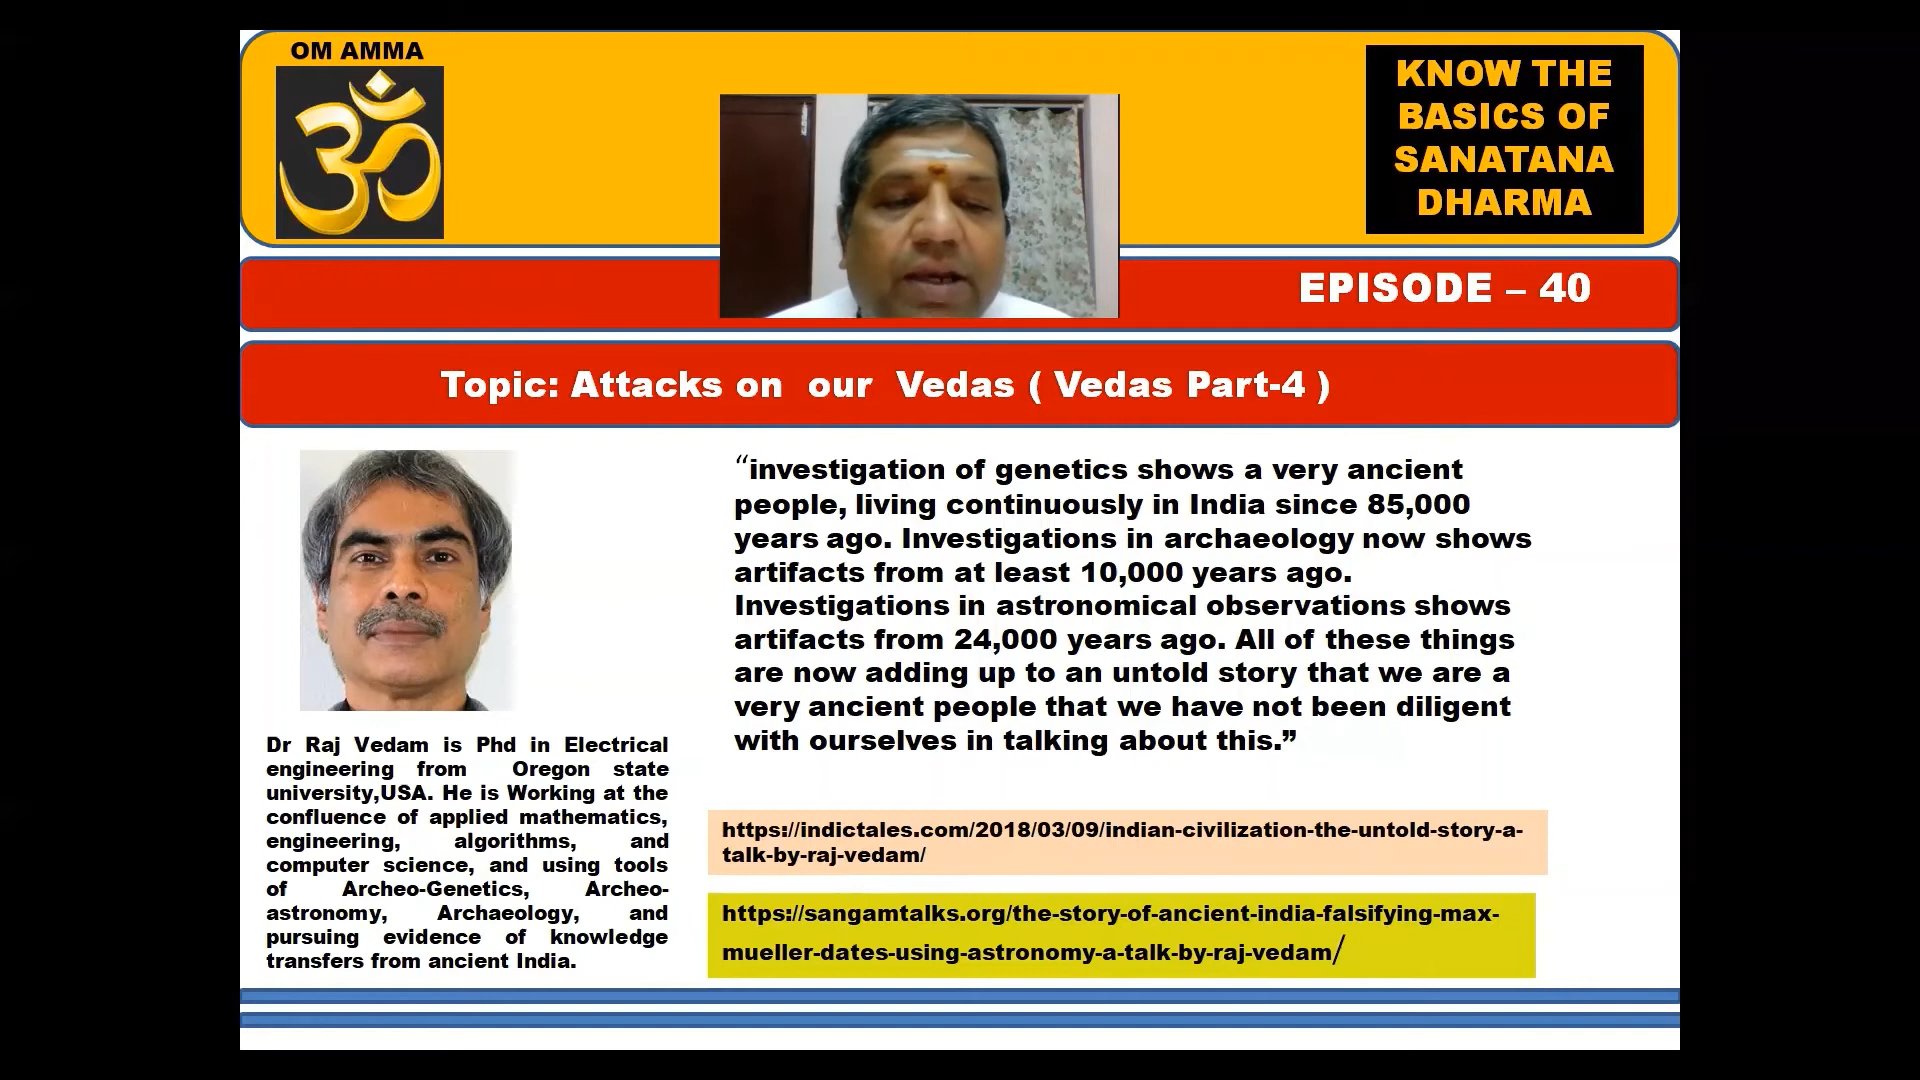 OM AMMA
KNOW THE
BASICS OF
SANATANA
DHARMA
EPISODE – 40
Topic: Attacks on our Vedas ( Vedas Part-4 )
“investigation of genetics shows a very ancient
people, living continuously in India since 85,000
years ago. Investigations in archaeology now shows
artifacts from at least 10,000 years ago.
Investigations in astronomical observations shows
artifacts from 24,000 years ago. All of these things
are now adding up to an untold story that we are a
very ancient people that we have not been diligent
with ourselves in talking about this.”
Dr Raj Vedam is Phd in Electrical
engineering from Oregon state
university,USA. He is Working at the
confluence of applied mathematics,
engineering, algorithms, and
computer science, and using tools
of Archeo-Genetics, Archeo-
astronomy, Archaeology, and
pursuing evidence of knowledge
transfers from ancient India.
https://indictales.com/2018/03/09/indian-civilization-the-untold-story-a-
talk-by-raj-vedam/
https://sangamtalks.org/the-story-of-ancient-india-falsifying-max-
mueller-dates-using-astronomy-a-talk-by-raj-vedam/